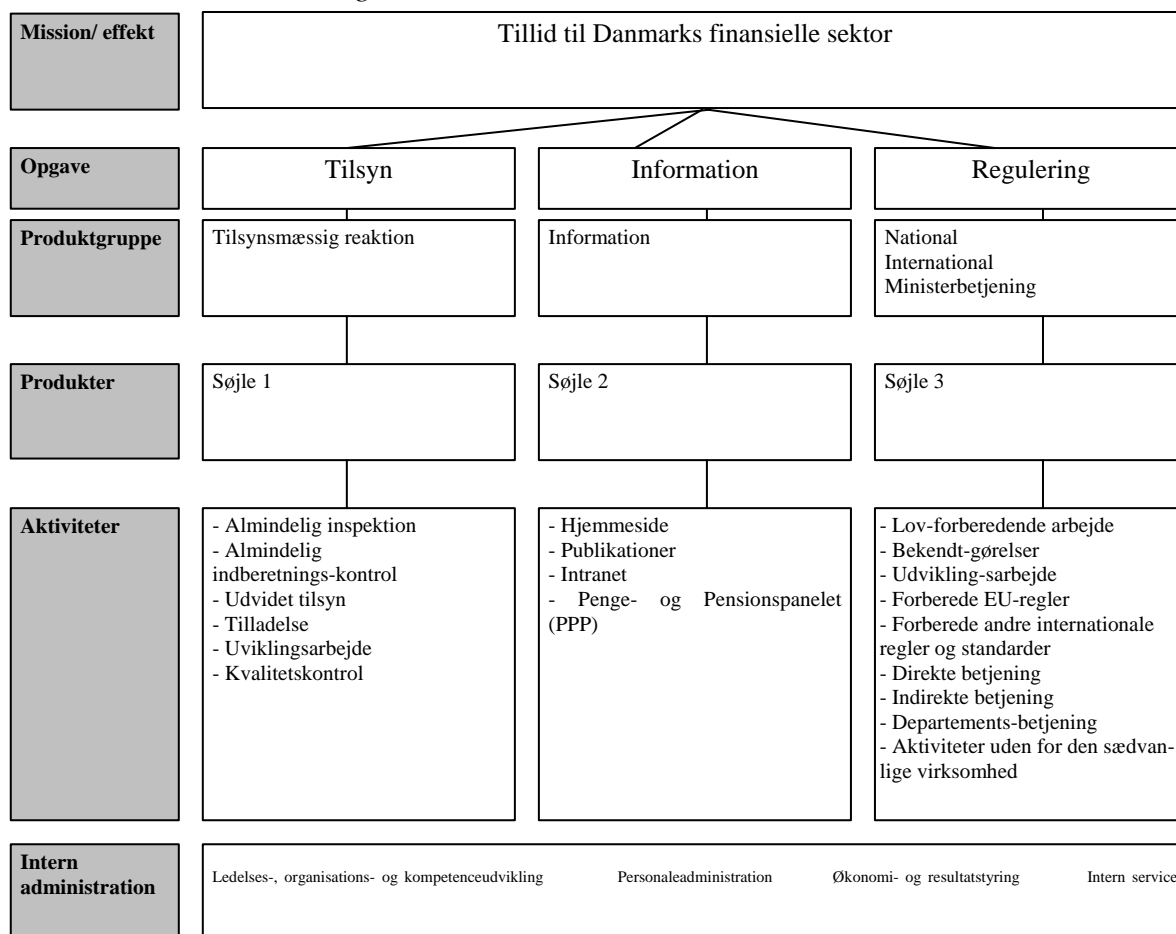 Mission/ effekt
Tillid til Danmarks finansielle sektor
Opgave
Tilsyn
Information
Regulering
Produktgruppe
Tilsynsmæssig reaktion
Information
National
International
Ministerbetjening
Produkter
Søjle 1
Søjle 2
Søjle 3
Aktiviteter
- Almindelig inspektion
- Almindelig
indberetnings-kontrol
- Udvidet tilsyn
- Tilladelse
- Uviklingsarbejde
- Kvalitetskontrol
- Hjemmeside
- Publikationer
- Intranet
- Penge- og Pensionspanelet
(PPP)
- Lov-forberedende arbejde
- Bekendt-gørelser
- Udvikling-sarbejde
- Forberede EU-regler
- Forberede andre internationale
regler og standarder
- Direkte betjening
- Indirekte betjening
- Departements-betjening
- Aktiviteter uden for den sædvan-
lige virksomhed
Intern
administration
Ledelses-, organisations- og kompetenceudvikling Personaleadministration Økonomi- og resultatstyring Intern service